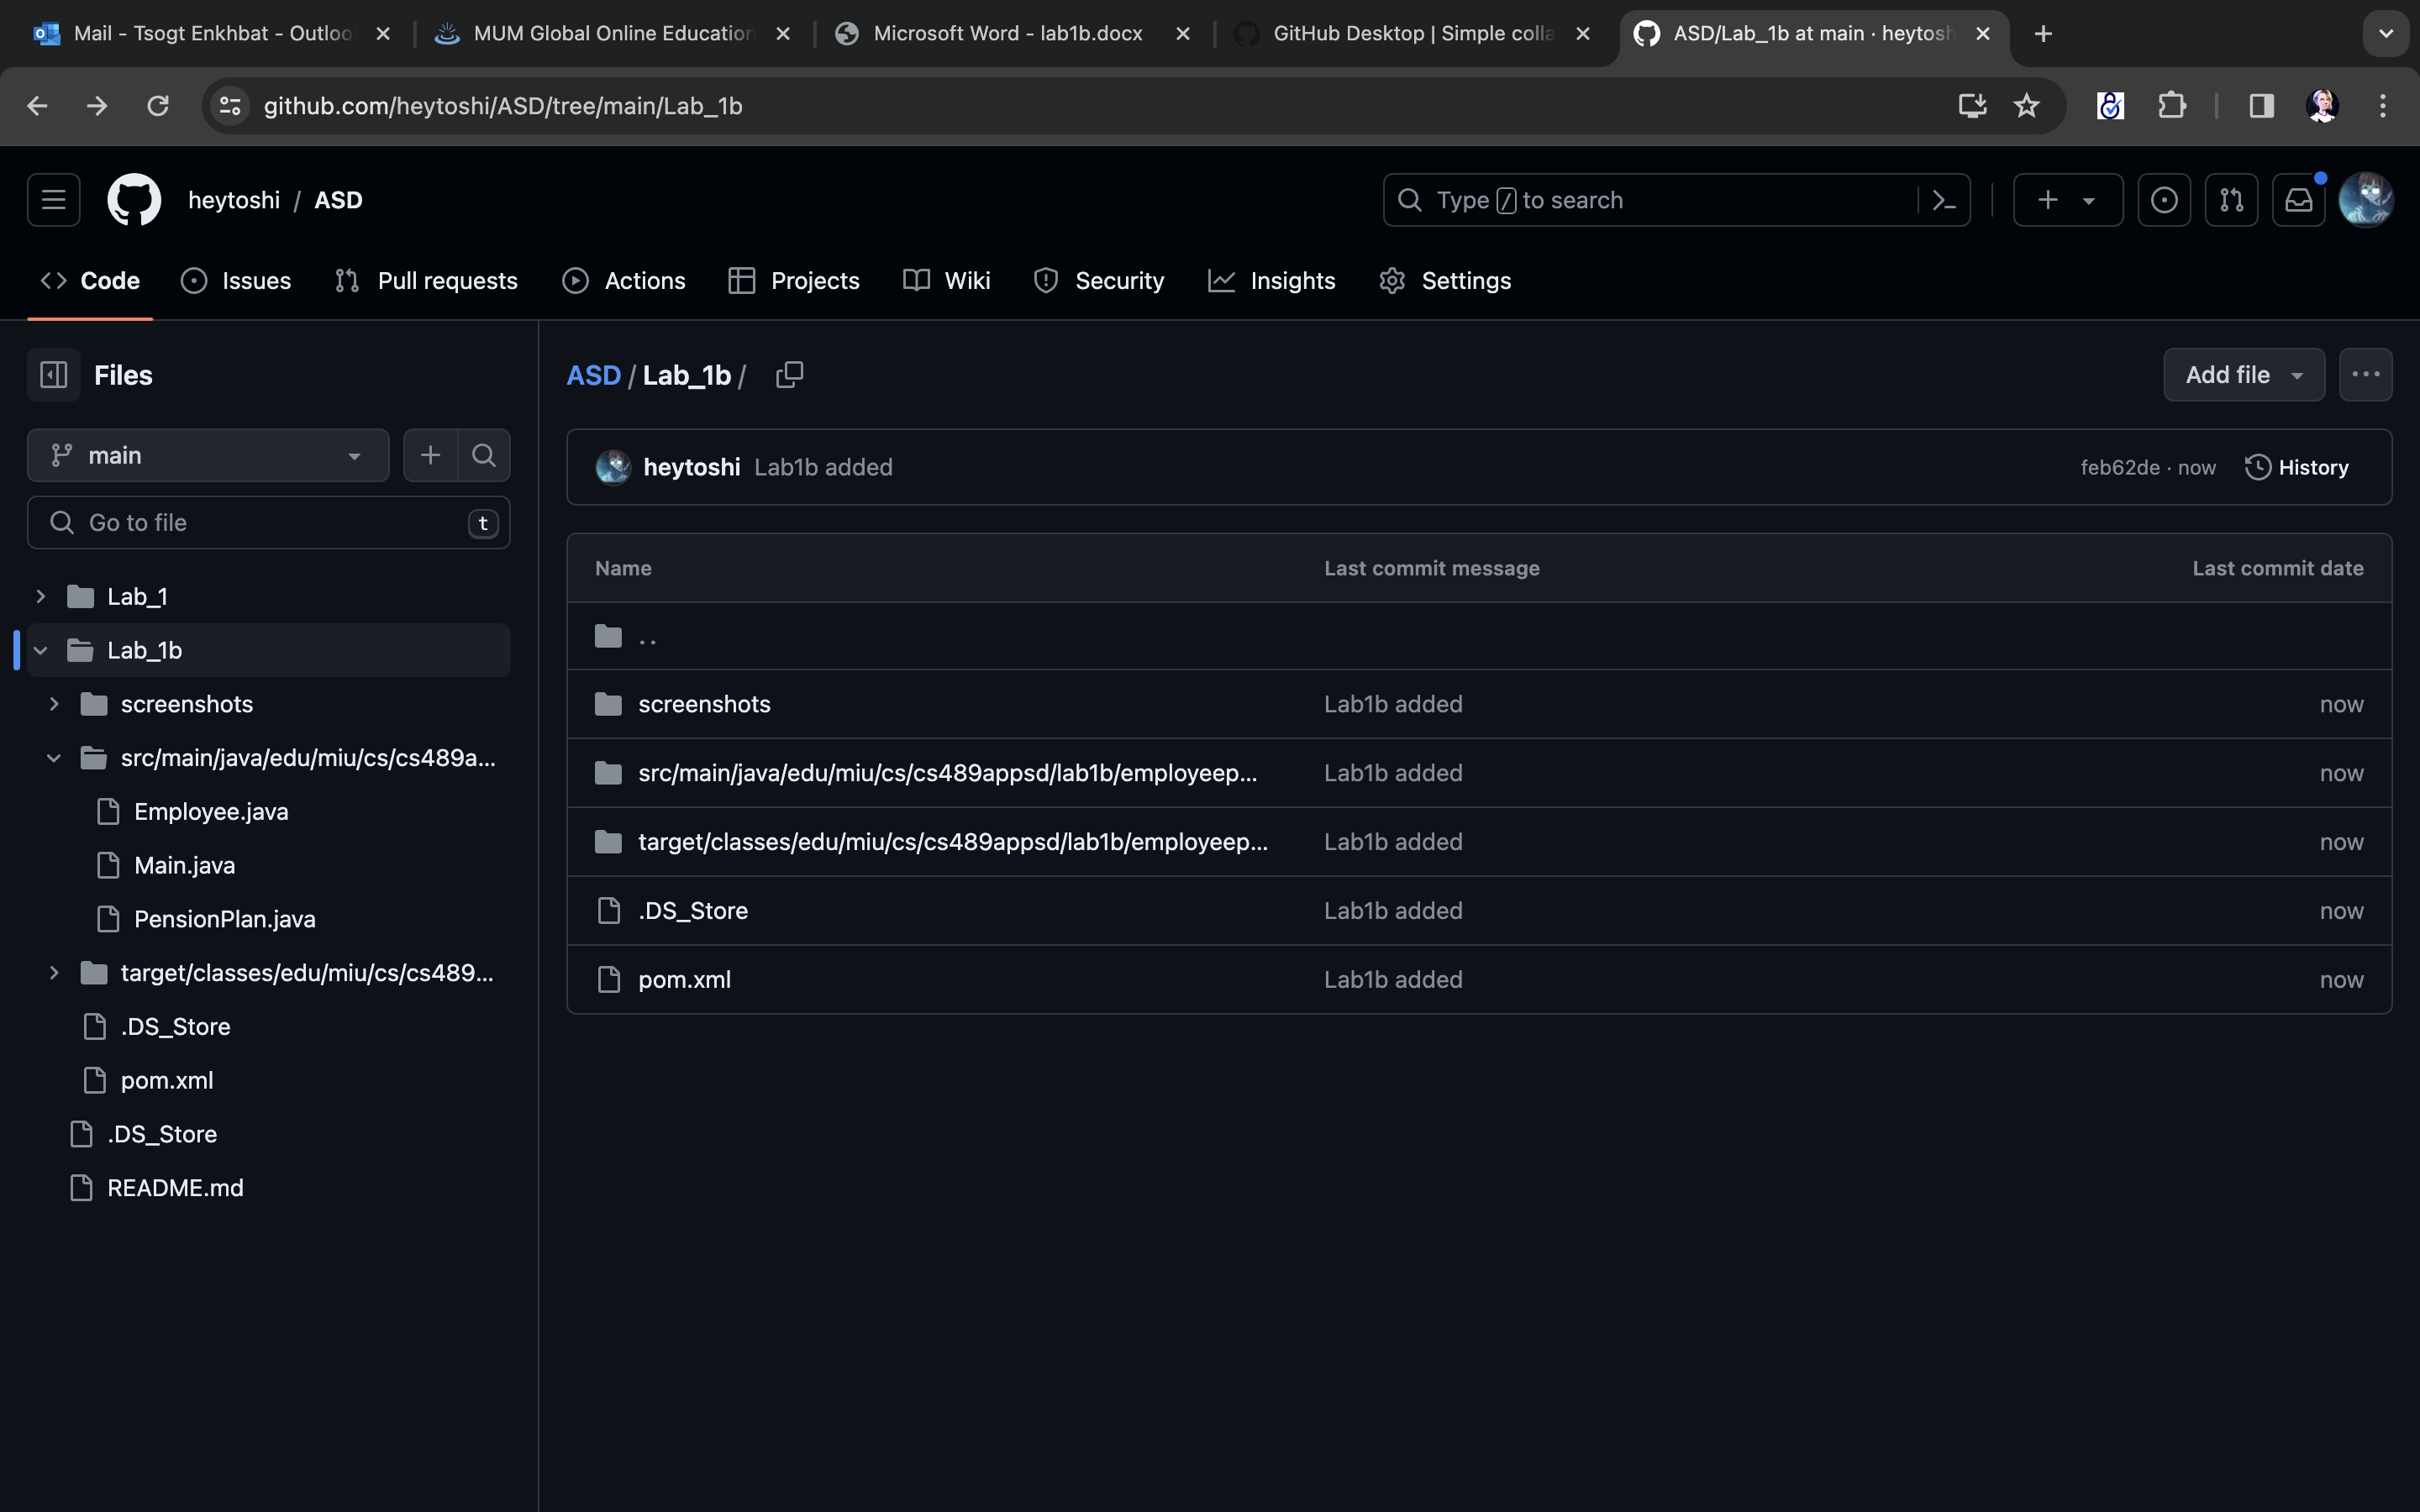 Mail - Tsogt Enkhbat - Outloo
MUM Global Online Education
Microsoft Word - lab1b.docx
GitHub Desktop | Simple colla
ASD/Lab_1b at main · heytosh
github.com/heytoshi/ASD/tree/main/Lab_1b
heytoshi / ASD
Type / to search
Code
Issues
Pull requests
Actions
Projects
Wiki
Security
Insights
Settings
Files
main
Go to file
t
Lab_1
Lab_1b
screenshots
src/main/java/edu/miu/cs/cs489a...
Employee.java
Main.java
PensionPlan.java
target/classes/edu/miu/cs/cs489...
.DS_Store
pom.xml
.DS_Store
README.md
ASD / Lab_1b /
Add file
heytoshi Lab1b added
feb62de · now
History
Name Last commit message Last commit date
..
screenshots Lab1b added now
src/main/java/edu/miu/cs/cs489appsd/lab1b/employeep... Lab1b added now
target/classes/edu/miu/cs/cs489appsd/lab1b/employeep... Lab1b added now
.DS_Store Lab1b added now
pom.xml Lab1b added now